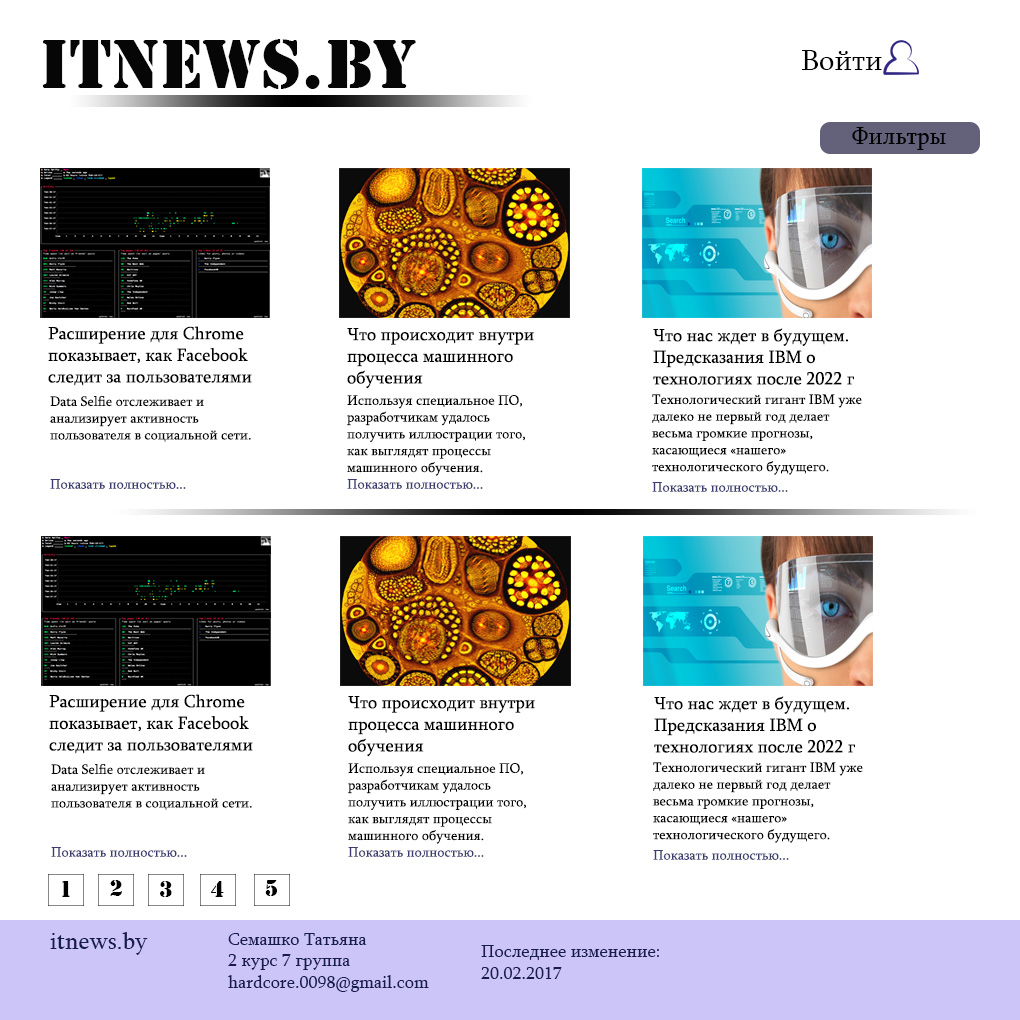 ITNEWS.BY
Войти
Фильтры
Расширение для Chrome
показывает, как Facebook
следит за пользователями
Data Selfie отслеживает и
анализирует активность
пользователя в социальной сети.
Показать полностью...
Что происходит внутри
процесса машинного
обучения
Используя специальное ПО,
разработчикам удалось
получить иллюстрации того,
как выглядят процессы
машинного обучения.
Показать полностью...
Search
Что нас ждет в будущем.
Предсказания IBM о
технологиях после 2022 г
Технологический гигант IBM уже
далеко не первый год делает
весьма громкие прогнозы,
касающиеся «нашего»
технологического будущего.
Показать полностью...
Расширение для Chrome
показывает, как Facebook
следит за пользователями
Data Selfie отслеживает и
анализирует активность
пользователя в социальной сети.
Показать полностью...
Что происходит внутри
процесса машинного
обучения
Используя специальное ПО,
разработчикам удалось
получить иллюстрации того,
как выглядят процессы
машинного обучения.
Показать полностью...
Search
Что нас ждет в будущем.
Предсказания IBM о
технологиях после 2022 г
Технологический гигант IBM уже
далеко не первый год делает
весьма громкие прогнозы,
касающиеся «нашего»
технологического будущего.
Показать полностью...
1 2 3 4 5
itnews.by
Семашко Татьяна
2 курс 7 группа
hardcore.0098@gmail.com
Последнее изменение:
20.02.2017